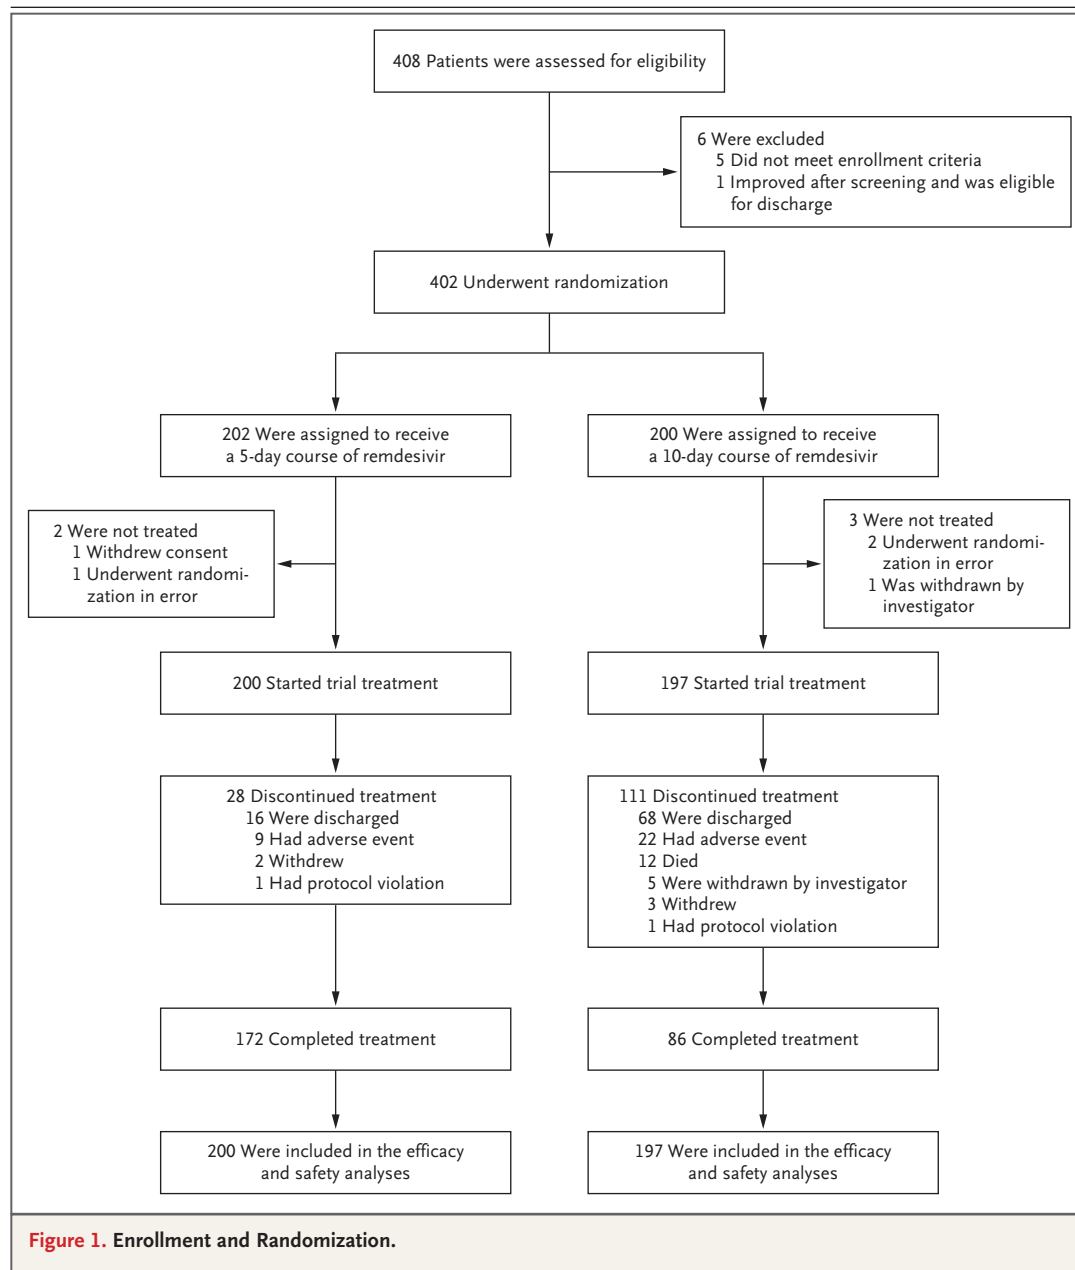 408 Patients were assessed for eligibility
6 Were excluded
5 Did not meet enrollment criteria
1 Improved after screening and was eligible
for discharge
402 Underwent randomization
202 Were assigned to receive
a 5-day course of remdesivir
200 Were assigned to receive
a 10-day course of remdesivir
2 Were not treated
1 Withdrew consent
1 Underwent randomi-
zation in error
3 Were not treated
2 Underwent randomi-
zation in error
1 Was withdrawn by
investigator
200 Started trial treatment
197 Started trial treatment
28 Discontinued treatment
16 Were discharged
9 Had adverse event
2 Withdrew
1 Had protocol violation
111 Discontinued treatment
68 Were discharged
22 Had adverse event
12 Died
5 Were withdrawn by investigator
3 Withdrew
1 Had protocol violation
172 Completed treatment
86 Completed treatment
200 Were included in the efficacy
and safety analyses
197 Were included in the efficacy
and safety analyses
Figure 1. Enrollment and Randomization.